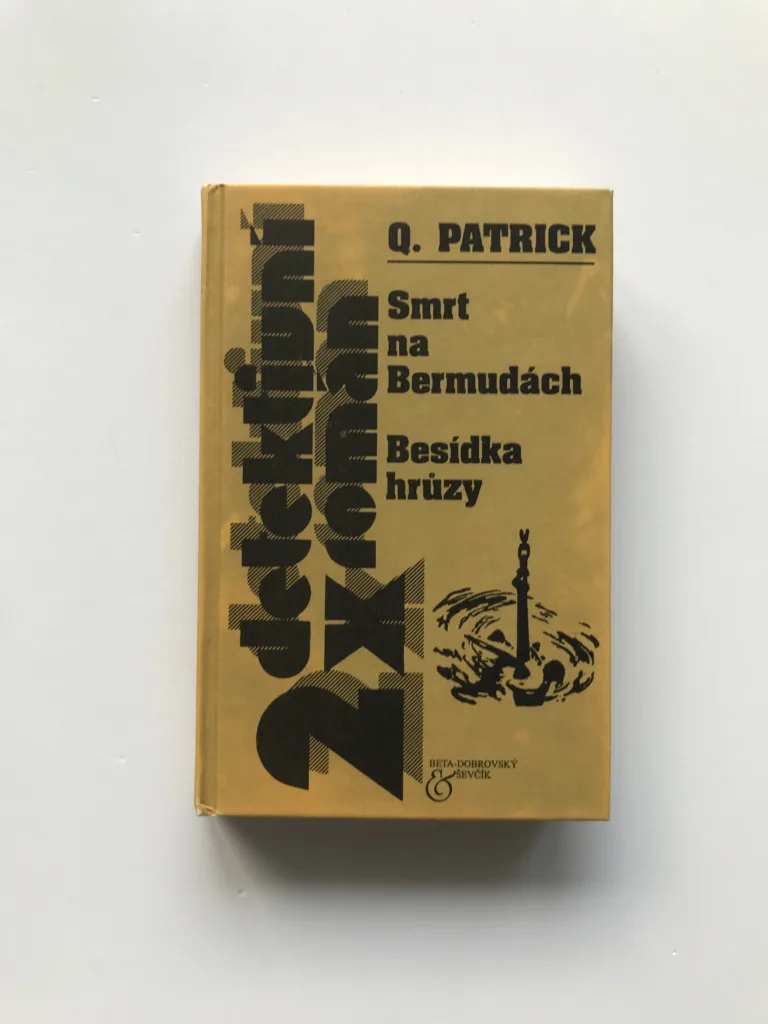 Q. PATRICK
Smrt
na
Bermudách
Besídka
hrůzy
2x
detektivní
román
BETA-DOBROVSKÝ
& ŠEVČÍK